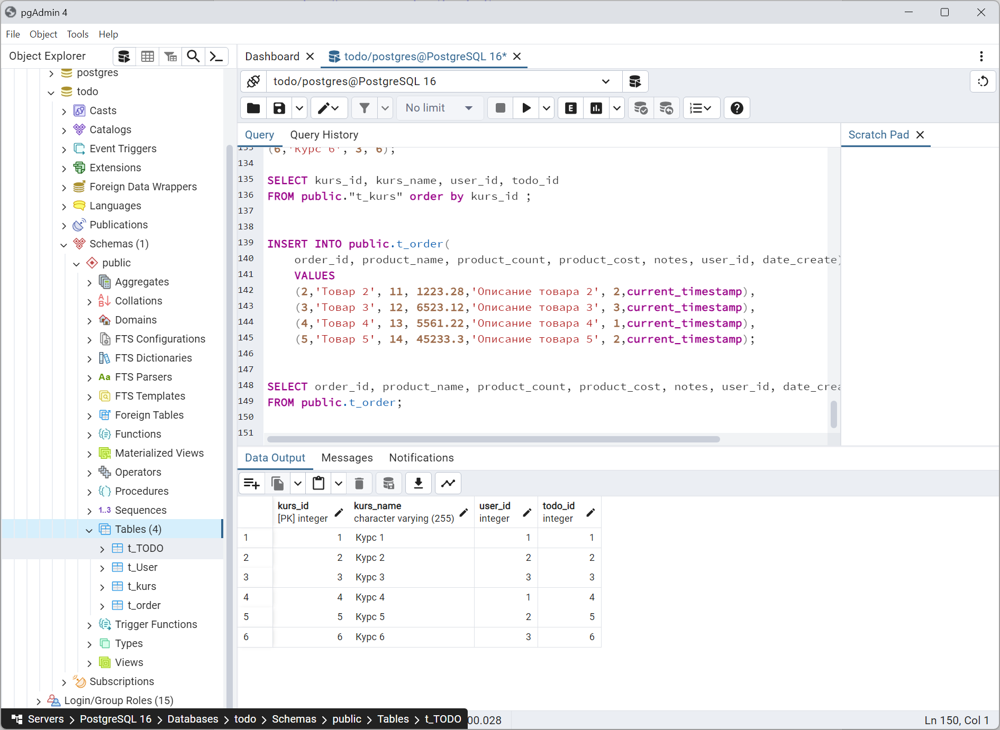 pgAdmin 4
File Object Tools Help
Object Explorer
Dashboard
todo/postgres@PostgreSQL 16*
todo/postgres@PostgreSQL 16
No limit
E
Query Query History
Scratch Pad
postgres
todo
Casts
Catalogs
Event Triggers
Extensions
Foreign Data Wrappers
Languages
Publications
Schemas (1)
public
Aggregates
Collations
Domains
FTS Configurations
FTS Dictionaries
Aa FTS Parsers
FTS Templates
Foreign Tables
Functions
Materialized Views
Operators
Procedures
1..3 Sequences
Tables (4)
t_TODO
t_User
t_kurs
t_order
Trigger Functions
Types
Views
Subscriptions
Login/Group Roles (15)
133 (6,'Курс 6', 3, 6);
134
135 SELECT kurs_id, kurs_name, user_id, todo_id
136 FROM public."t_kurs" order by kurs_id ;
137
138
139 INSERT INTO public.t_order(
140 order_id, product_name, product_count, product_cost, notes, user_id, date_create)
141 VALUES
142 (2,'Товар 2', 11, 1223.28,'Описание товара 2', 2,current_timestamp),
143 (3,'Товар 3', 12, 6523.12,'Описание товара 3', 3,current_timestamp),
144 (4,'Товар 4', 13, 5561.22,'Описание товара 4', 1,current_timestamp),
145 (5,'Товар 5', 14, 45233.3,'Описание товара 5', 2,current_timestamp);
146
147
148 SELECT order_id, product_name, product_count, product_cost, notes, user_id, date_crea
149 FROM public.t_order;
150
151
Data Output Messages Notifications
kurs_id kurs_name user_id todo_id
[PK] integer character varying (255) integer integer
1 1 Курс 1 1 1
2 2 Курс 2 2 2
3 3 Курс 3 3 3
4 4 Курс 4 1 4
5 5 Курс 5 2 5
6 6 Курс 6 3 6
Servers > PostgreSQL 16 > Databases > todo > Schemas > public > Tables > t_TODO
00.028
Ln 150, Col 1